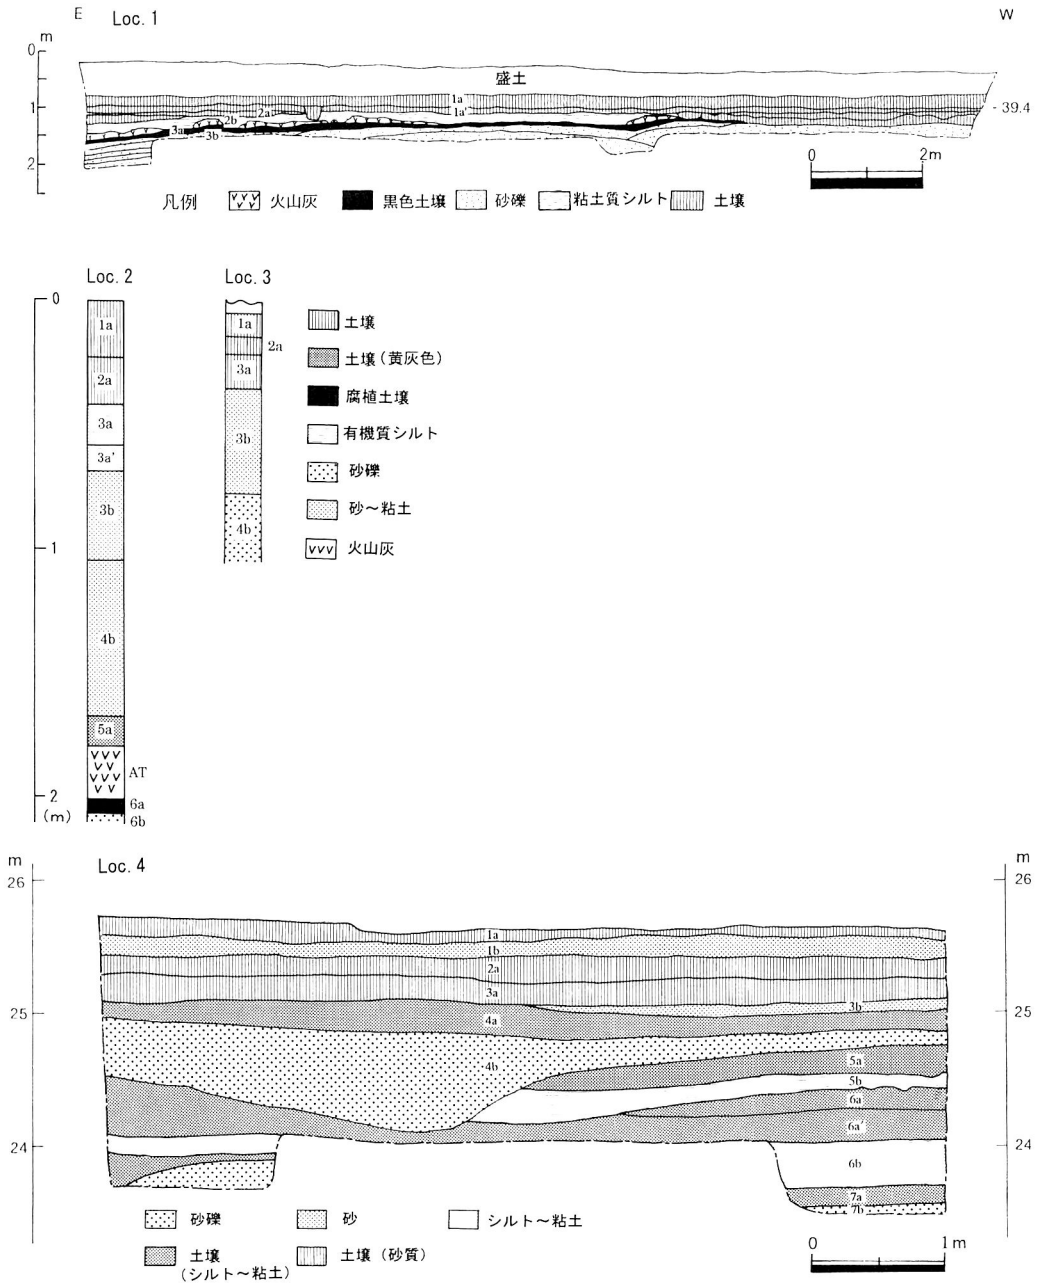 E
Loc. 1
W
m
0
盛土
1a
1
1a'
39.4
2a
2b
3a
3b
2
0 2m
凡例 火山灰 黒色土壌 砂礫 粘土質シルト 土壌
Loc. 2
Loc. 3
0
1a
2a
3a
3a'
3b
1
4b
5a
AT
2
(m)
6a
6b
1a
2a
3a
3b
4b
土壌
土壌(黄灰色)
腐植土壌
有機質シルト
砂礫
砂～粘土
火山灰
m
Loc. 4
m
26
26
1a
1b
2a
3a
3b
25
25
4a
4b
5a
5b
6a
6a'
24
24
6b
7a
7b
砂礫 砂 シルト～粘土
土壌
(シルト～粘土)
土壌(砂質)
0 1m